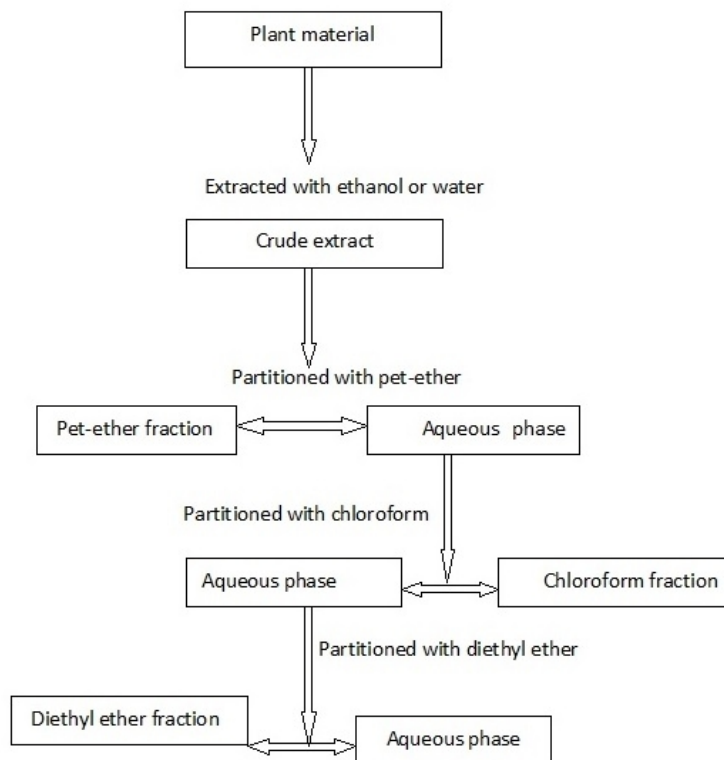 Plant material
Extracted with ethanol or water
Crude extract
Partitioned with pet-ether
Pet-ether fraction
Aqueous phase
Partitioned with chloroform
Aqueous phase
Chloroform fraction
Partitioned with diethyl ether
Diethyl ether fraction
Aqueous phase